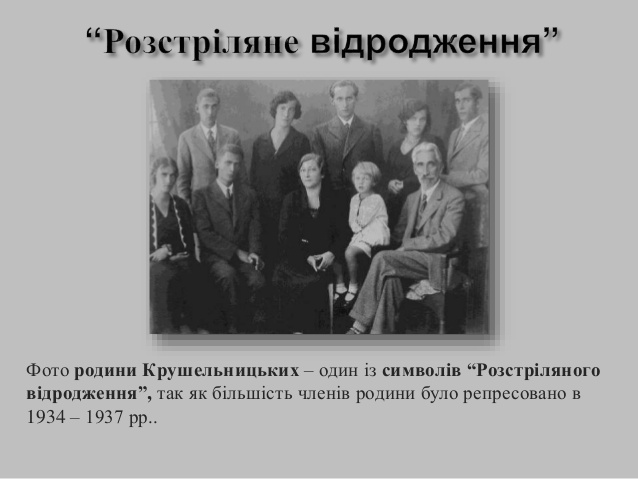 “Розстріляне відродження”
Фото родини Крушельницьких – один із символів “Розстріляного
відродження”, так як більшість членів родини було репресовано в
1934 – 1937 рр..